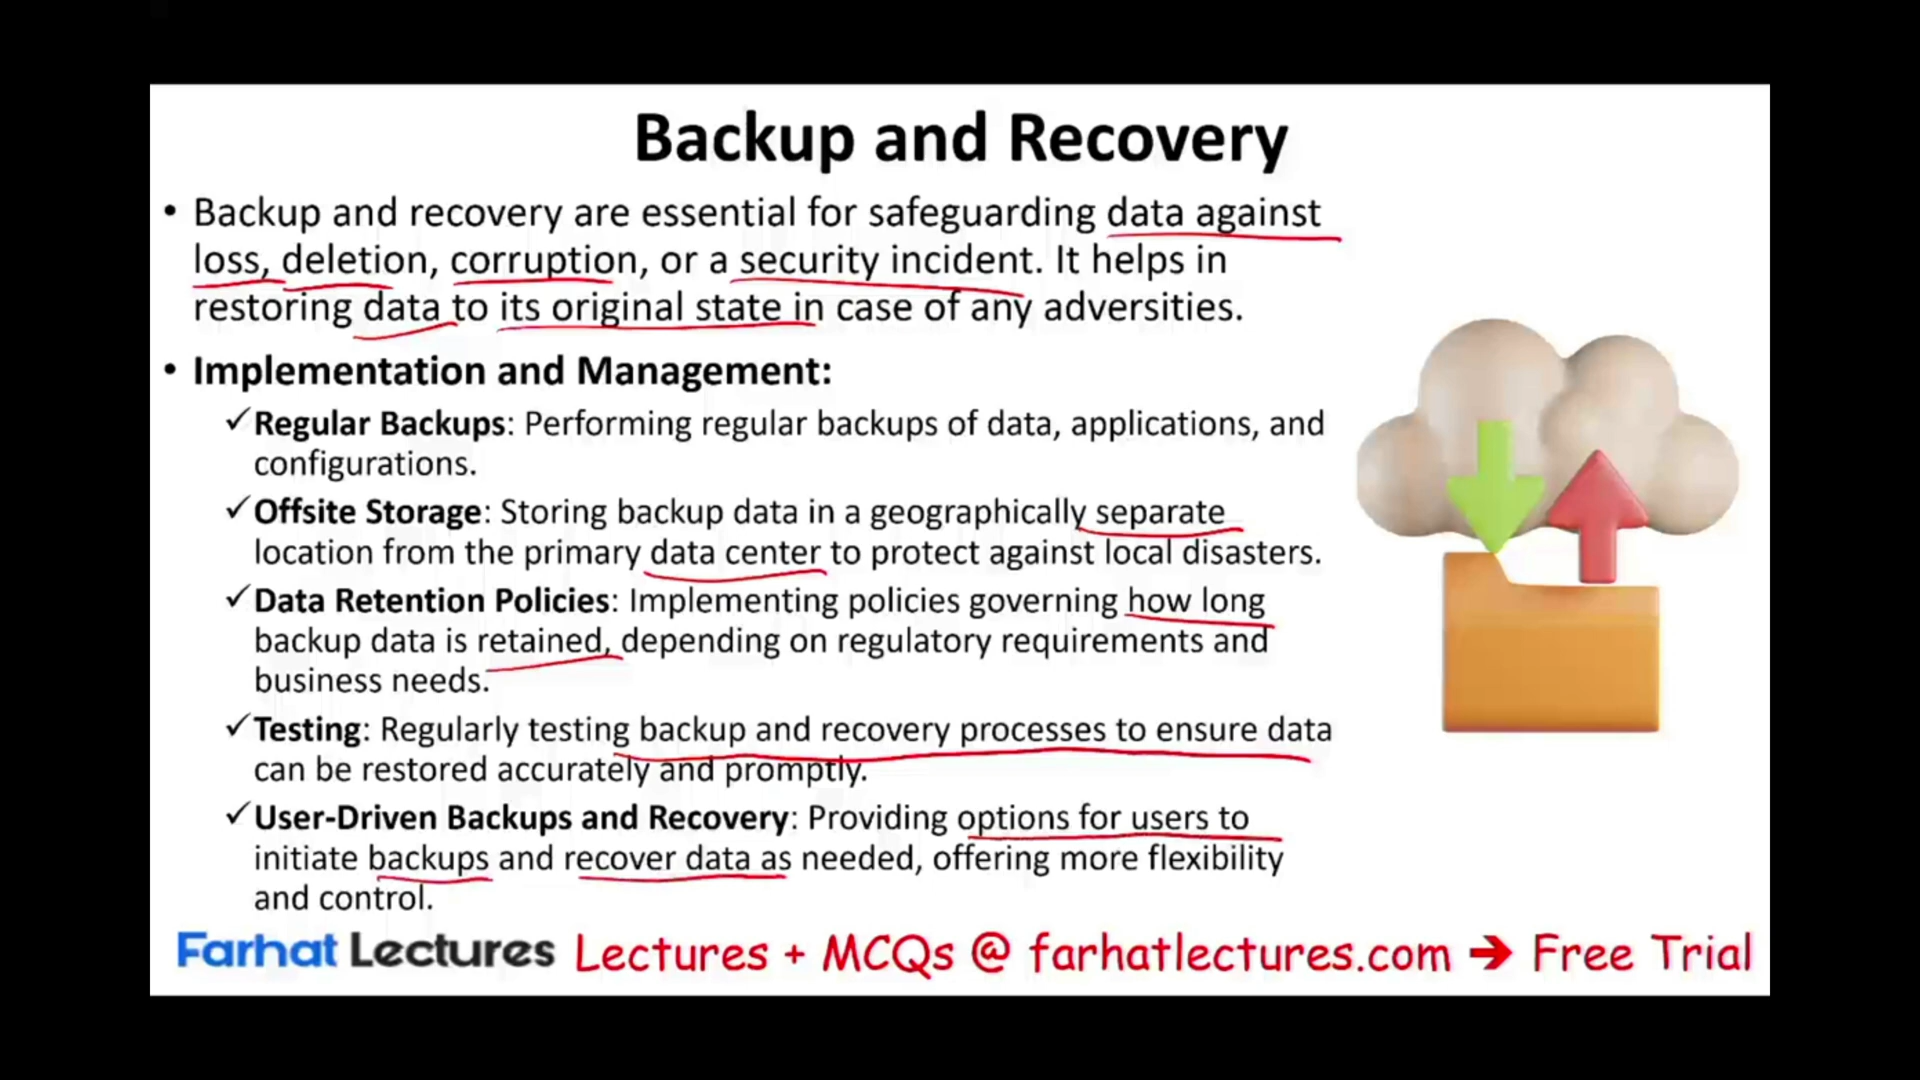 Backup and Recovery
• Backup and recovery are essential for safeguarding data against
loss, deletion, corruption, or a security incident. It helps in
restoring data to its original state in case of any adversities.
• Implementation and Management:
✓Regular Backups: Performing regular backups of data, applications, and
configurations.
✓Offsite Storage: Storing backup data in a geographically separate
location from the primary data center to protect against local disasters.
✓Data Retention Policies: Implementing policies governing how long
backup data is retained, depending on regulatory requirements and
business needs.
✓Testing: Regularly testing backup and recovery processes to ensure data
can be restored accurately and promptly.
✓User-Driven Backups and Recovery: Providing options for users to
initiate backups and recover data as needed, offering more flexibility
and control.
Farhat Lectures Lectures + MCQs @ farhatlectures.com → Free Trial